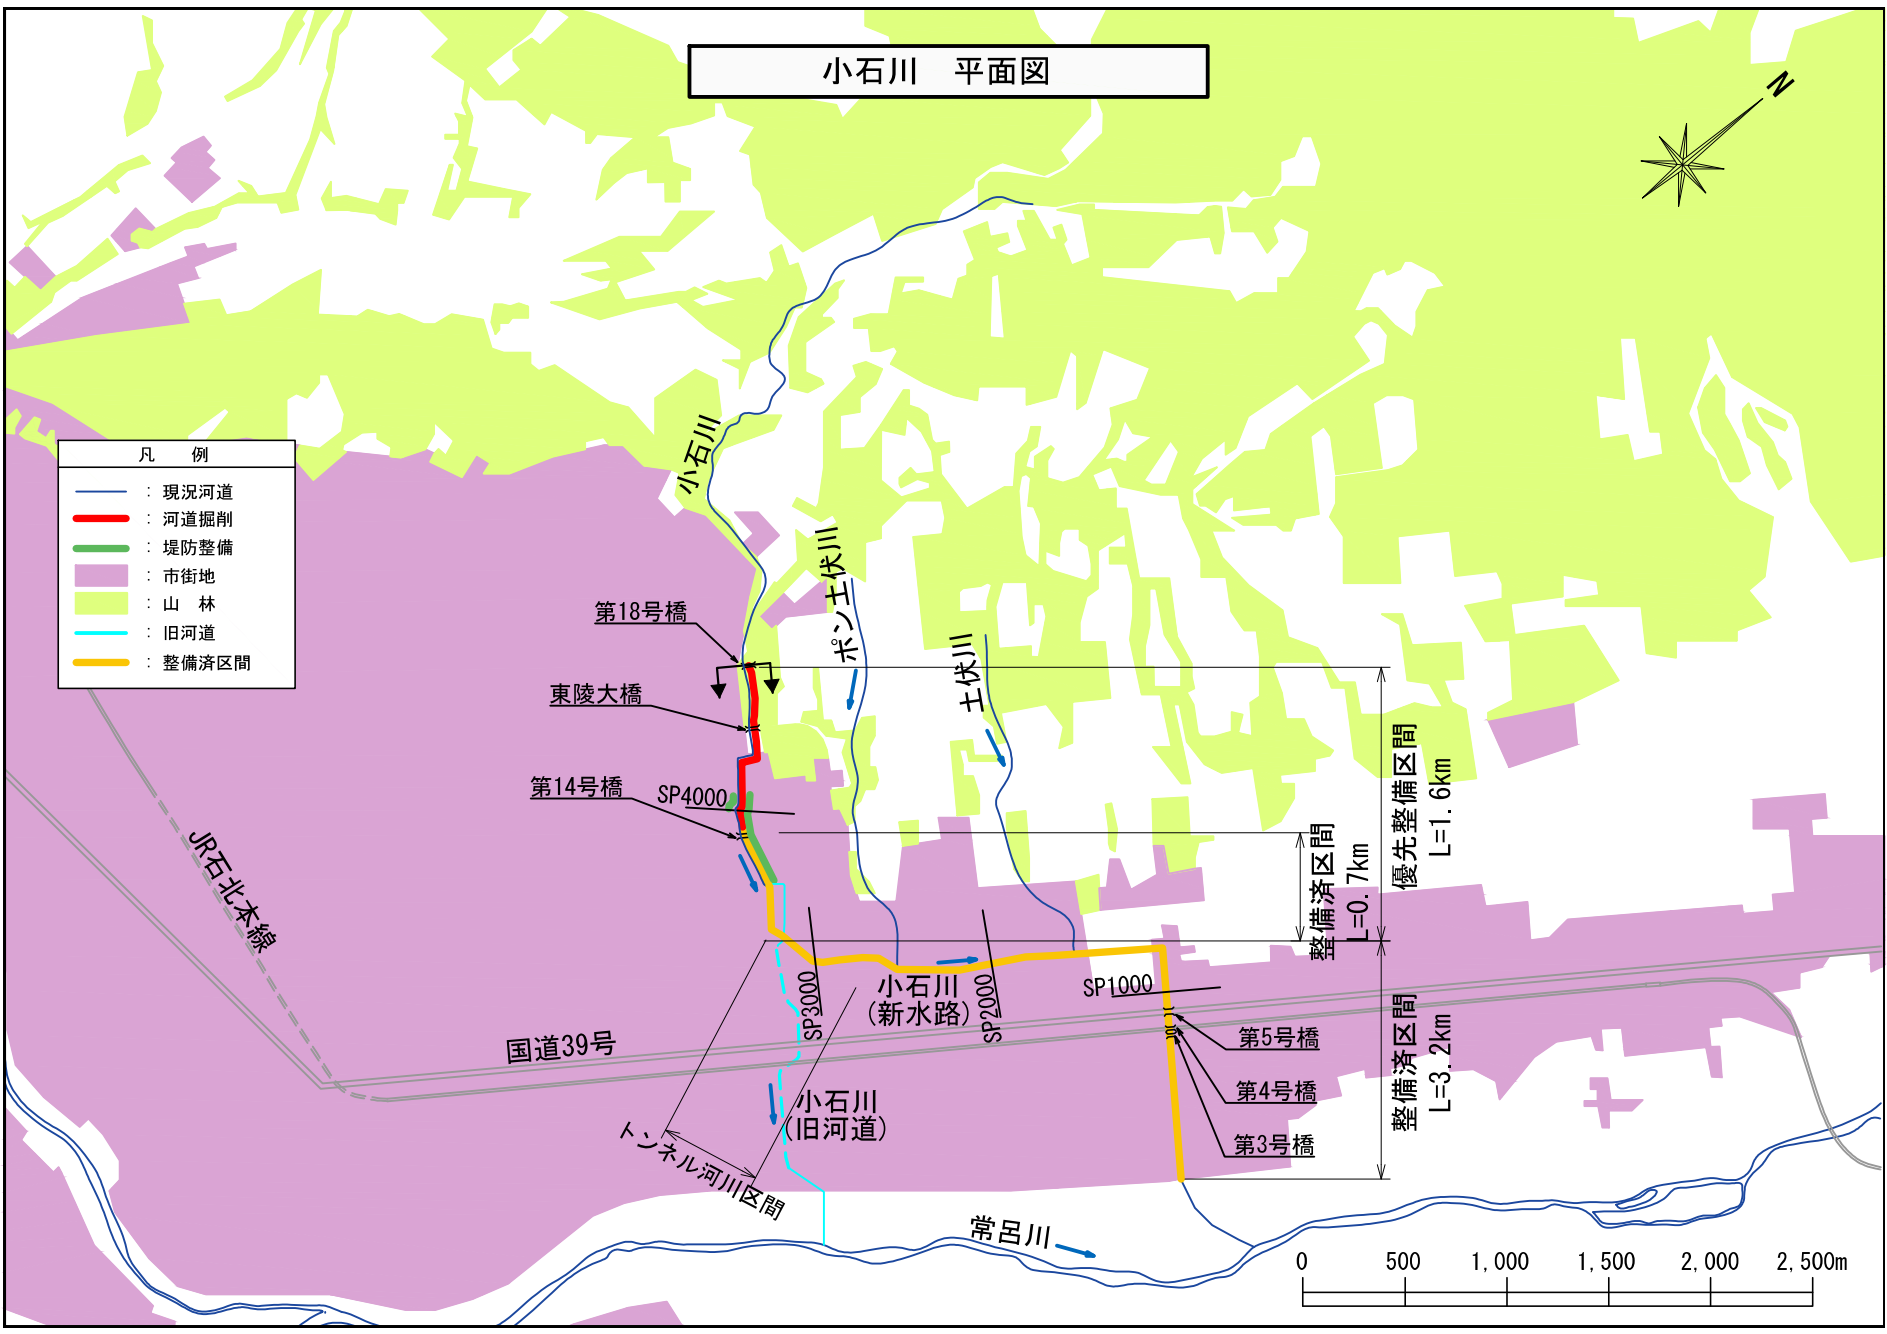 小石川　平面図
N
凡　例
：現況河道
：河道掘削
：堤防整備
：市街地
：山　林
：旧河道
：整備済区間
小石川
ポン土伏川
土伏川
第18号橋
東陵大橋
第14号橋
SP4000
JR石北本線
優先整備区間
L=1.6km
整備済区間
L=0.7km
SP3000
小石川
(新水路)
SP2000
SP1000
国道39号
第5号橋
第4号橋
第3号橋
整備済区間
L=3.2km
小石川
(旧河道)
トンネル河川区間
常呂川
0 500 1,000 1,500 2,000 2,500m